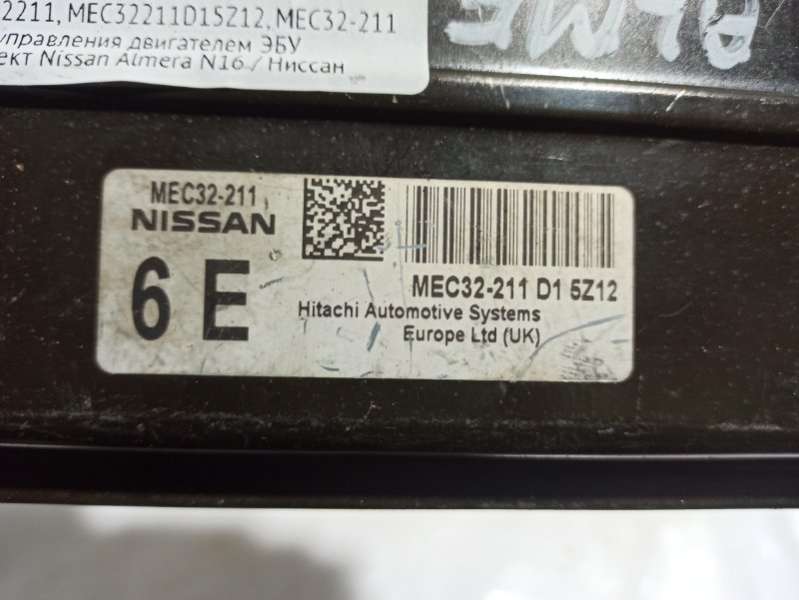 2211, MEC32211D15Z12, MEC32-211
управления двигателем ЭБУ
ект Nissan Almera N16 / Ниссан
MEC32-211
NISSAN
6 E
MEC32-211 D1 5Z12
Hitachi Automotive Systems
Europe Ltd (UK)